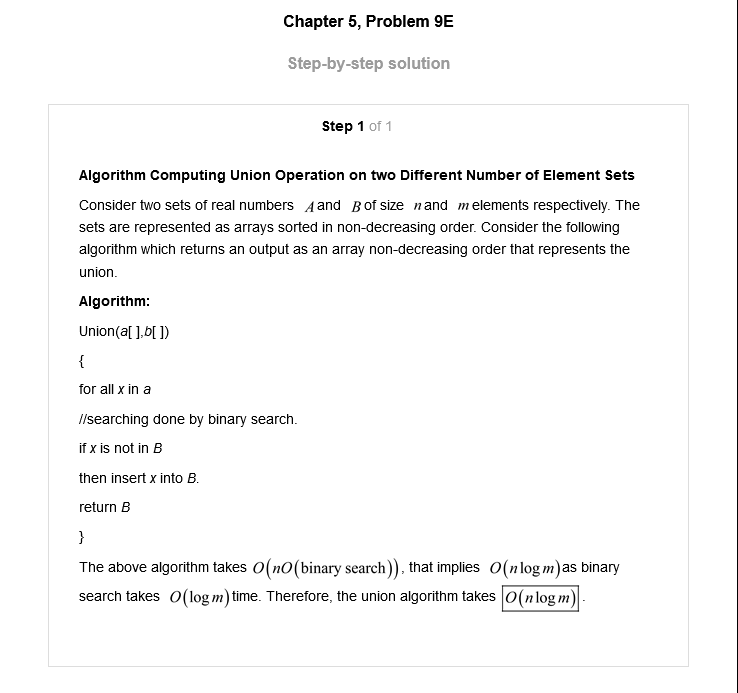 Chapter 5, Problem 9E
Step-by-step solution
Step 1 of 1
Algorithm Computing Union Operation on two Different Number of Element Sets
Consider two sets of real numbers A and B of size n and m elements respectively. The
sets are represented as arrays sorted in non-decreasing order. Consider the following
algorithm which returns an output as an array non-decreasing order that represents the
union.
Algorithm:
Union(a[ ],b[ ])
{
for all x in a
//searching done by binary search.
if x is not in B
then insert x into B.
return B
}
The above algorithm takes O(nO(binary search)), that implies O(n log m) as binary
search takes O(log m) time. Therefore, the union algorithm takes O(n log m).